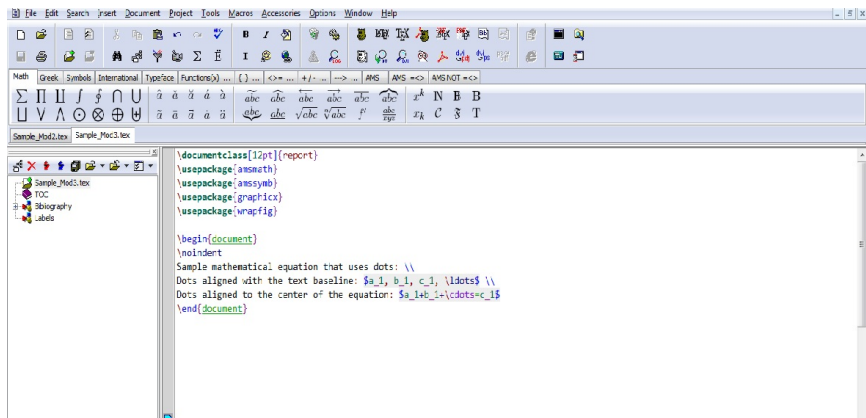 File Edit Search Insert Document Project Tools Macros Accessories Options Window Help
Math Greek Symbols International Typeface Functions(x) ... { } ... <>= ... +/- ... --> ... AMS AMS =<> AMS NOT =<>
Sample_Mod2.tex Sample_Mod3.tex
Sample_Mod3.tex
TOC
Bibliography
Labels
\documentclass[12pt]{report}
\usepackage{amsmath}
\usepackage{amssymb}
\usepackage{graphicx}
\usepackage{wrapfig}
\begin{document}
\noindent
Sample mathematical equation that uses dots: \\
Dots aligned with the text baseline: $a_1, b_1, c_1, \ldots$ \\
Dots aligned to the center of the equation: $a_1+b_1+\cdots=c_1$
\end{document}